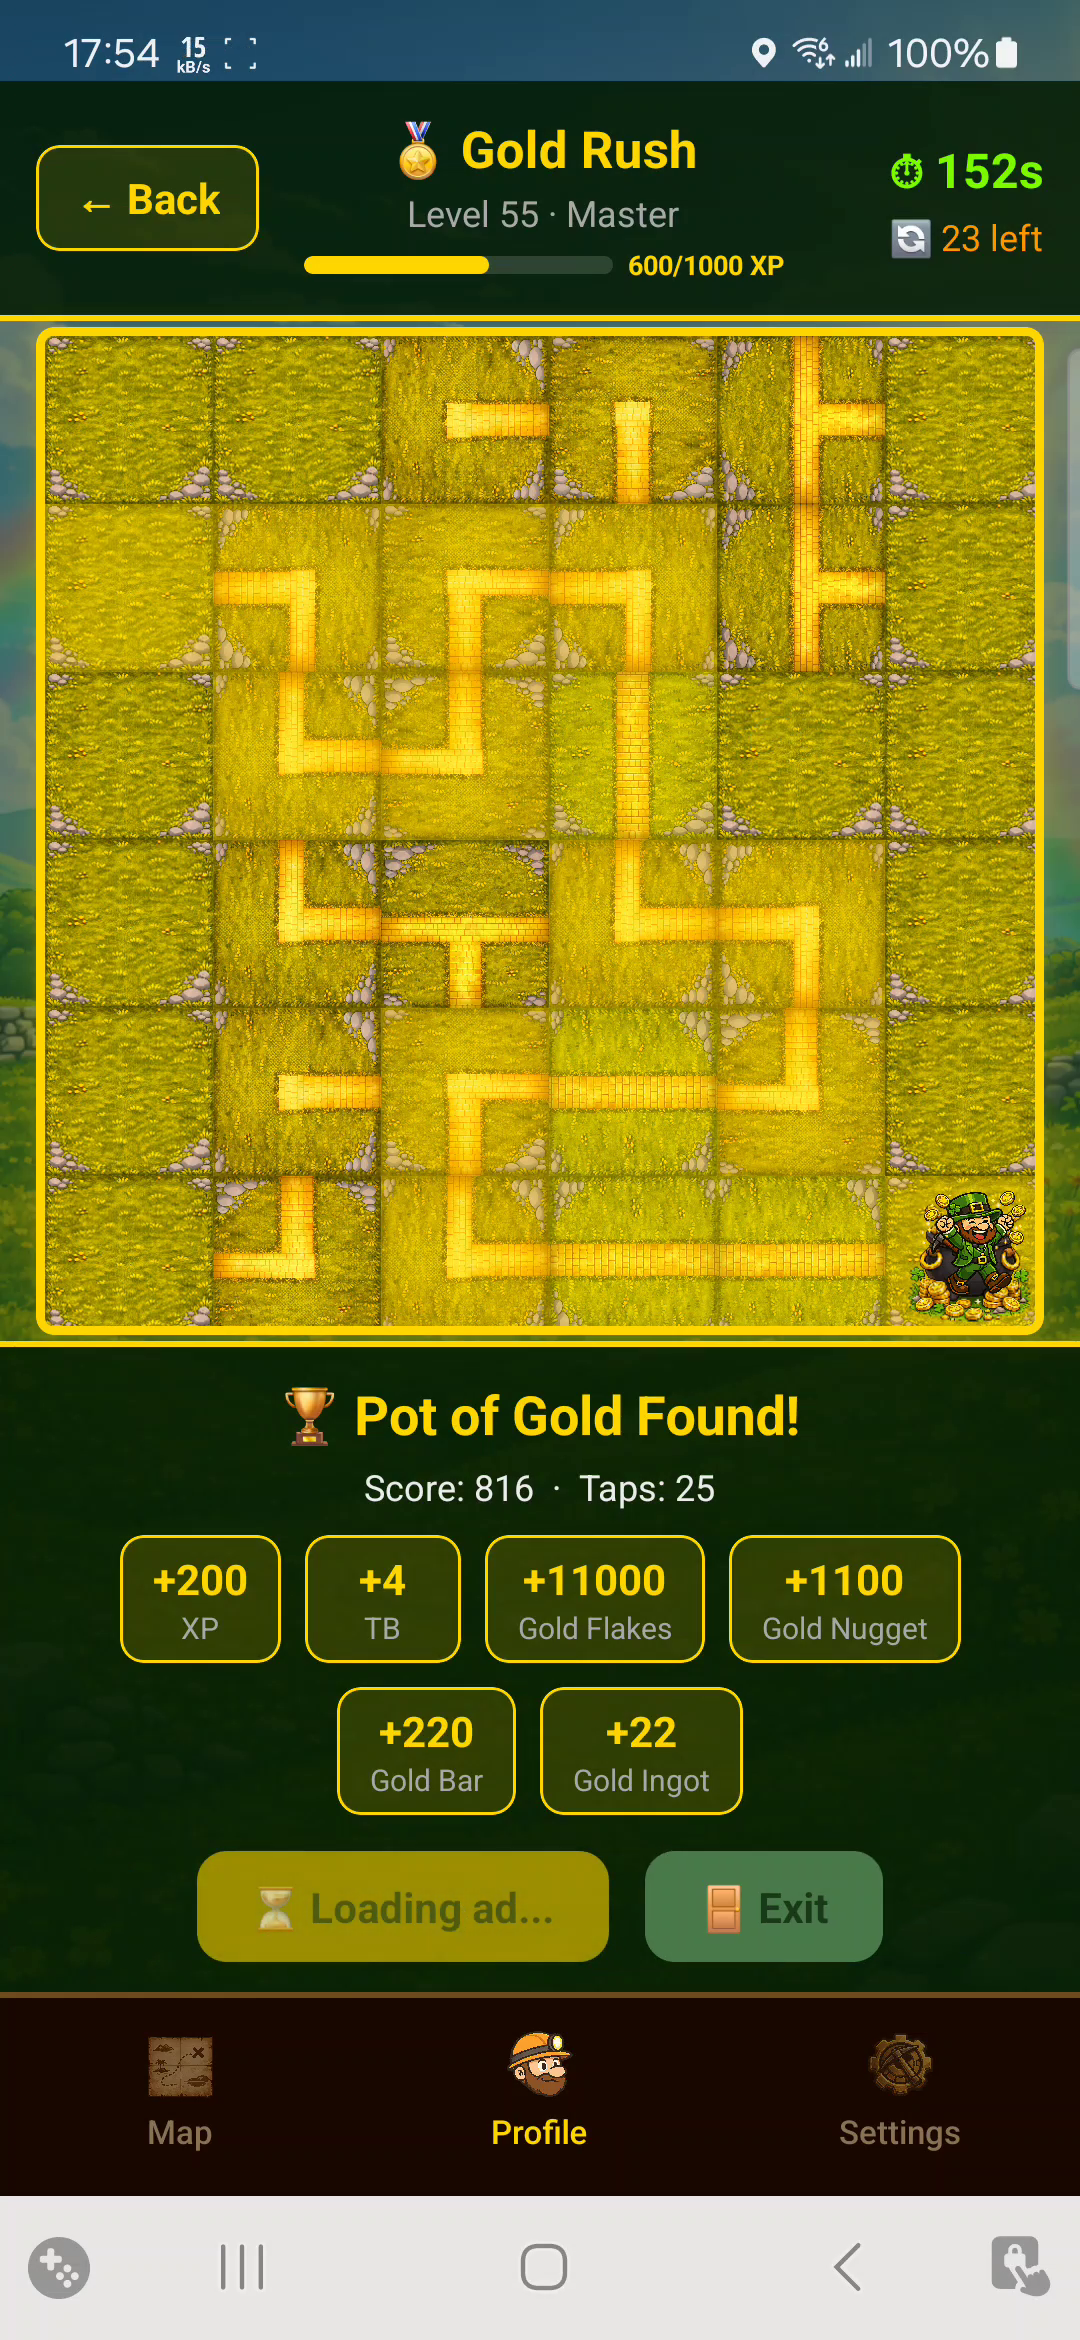 17:54 15 kB/s 100%
Gold Rush
← Back
Level 55 · Master
600/1000 XP
152s
23 left
Pot of Gold Found!
Score: 816 · Taps: 25
+200 XP
+4 TB
+11000 Gold Flakes
+1100 Gold Nugget
+220 Gold Bar
+22 Gold Ingot
Loading ad...
Exit
Map
Profile
Settings